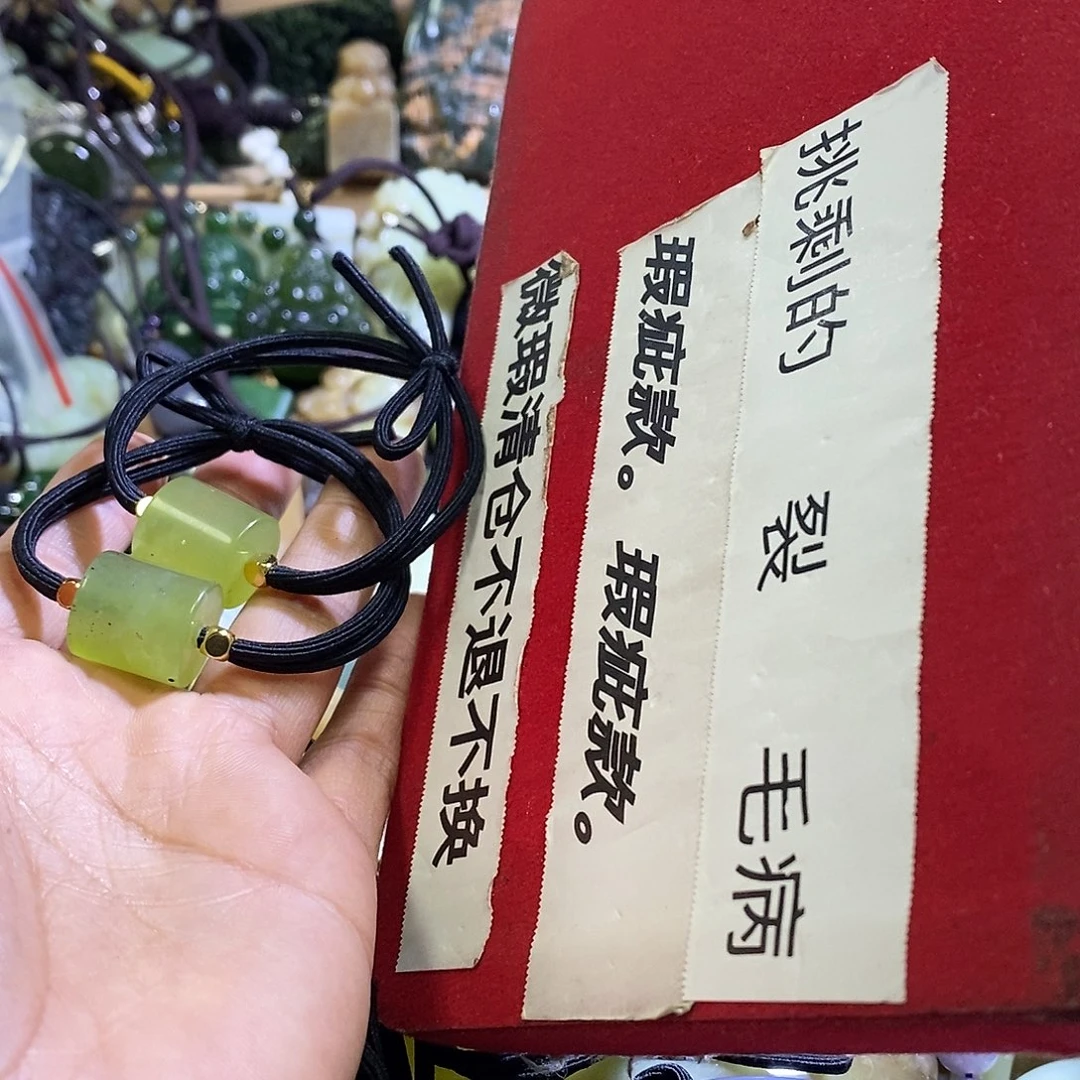 挑剩的 裂 毛病
瑕疵款。瑕疵款。
微瑕清仓不退不换